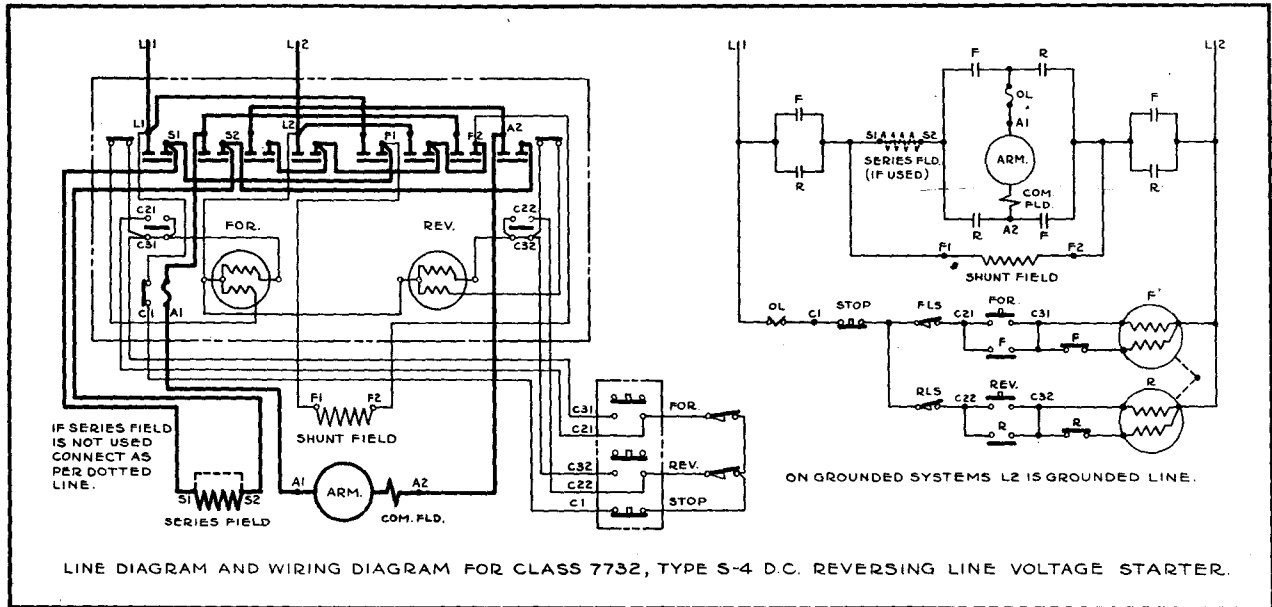 L1
L2
L1
S1
S2
L2
F1
F2
A2
C21
C31
FOR.
REV.
C22
C32
C1
A1
F1
F2
SHUNT FIELD
IF SERIES FIELD
IS NOT USED
CONNECT AS
PER DOTTED
LINE.
S1
S2
SERIES FIELD
A1
ARM.
A2
COM. FLD.
C31
FOR.
C21
C32
REV.
C22
C1
STOP
L1
L2
F
R
OL
A1
F
R
S1
S2
SERIES FLD.
(IF USED)
ARM.
COM.
FLD.
F
R
R
A2
F
F1
F2
SHUNT FIELD
OL
C1
STOP
FLS
C21
FOR.
C31
F
F
F
RLS
C22
REV.
C32
R
R
R
ON GROUNDED SYSTEMS L2 IS GROUNDED LINE.
LINE DIAGRAM AND WIRING DIAGRAM FOR CLASS 7732, TYPE S-4 D.C. REVERSING LINE VOLTAGE STARTER.